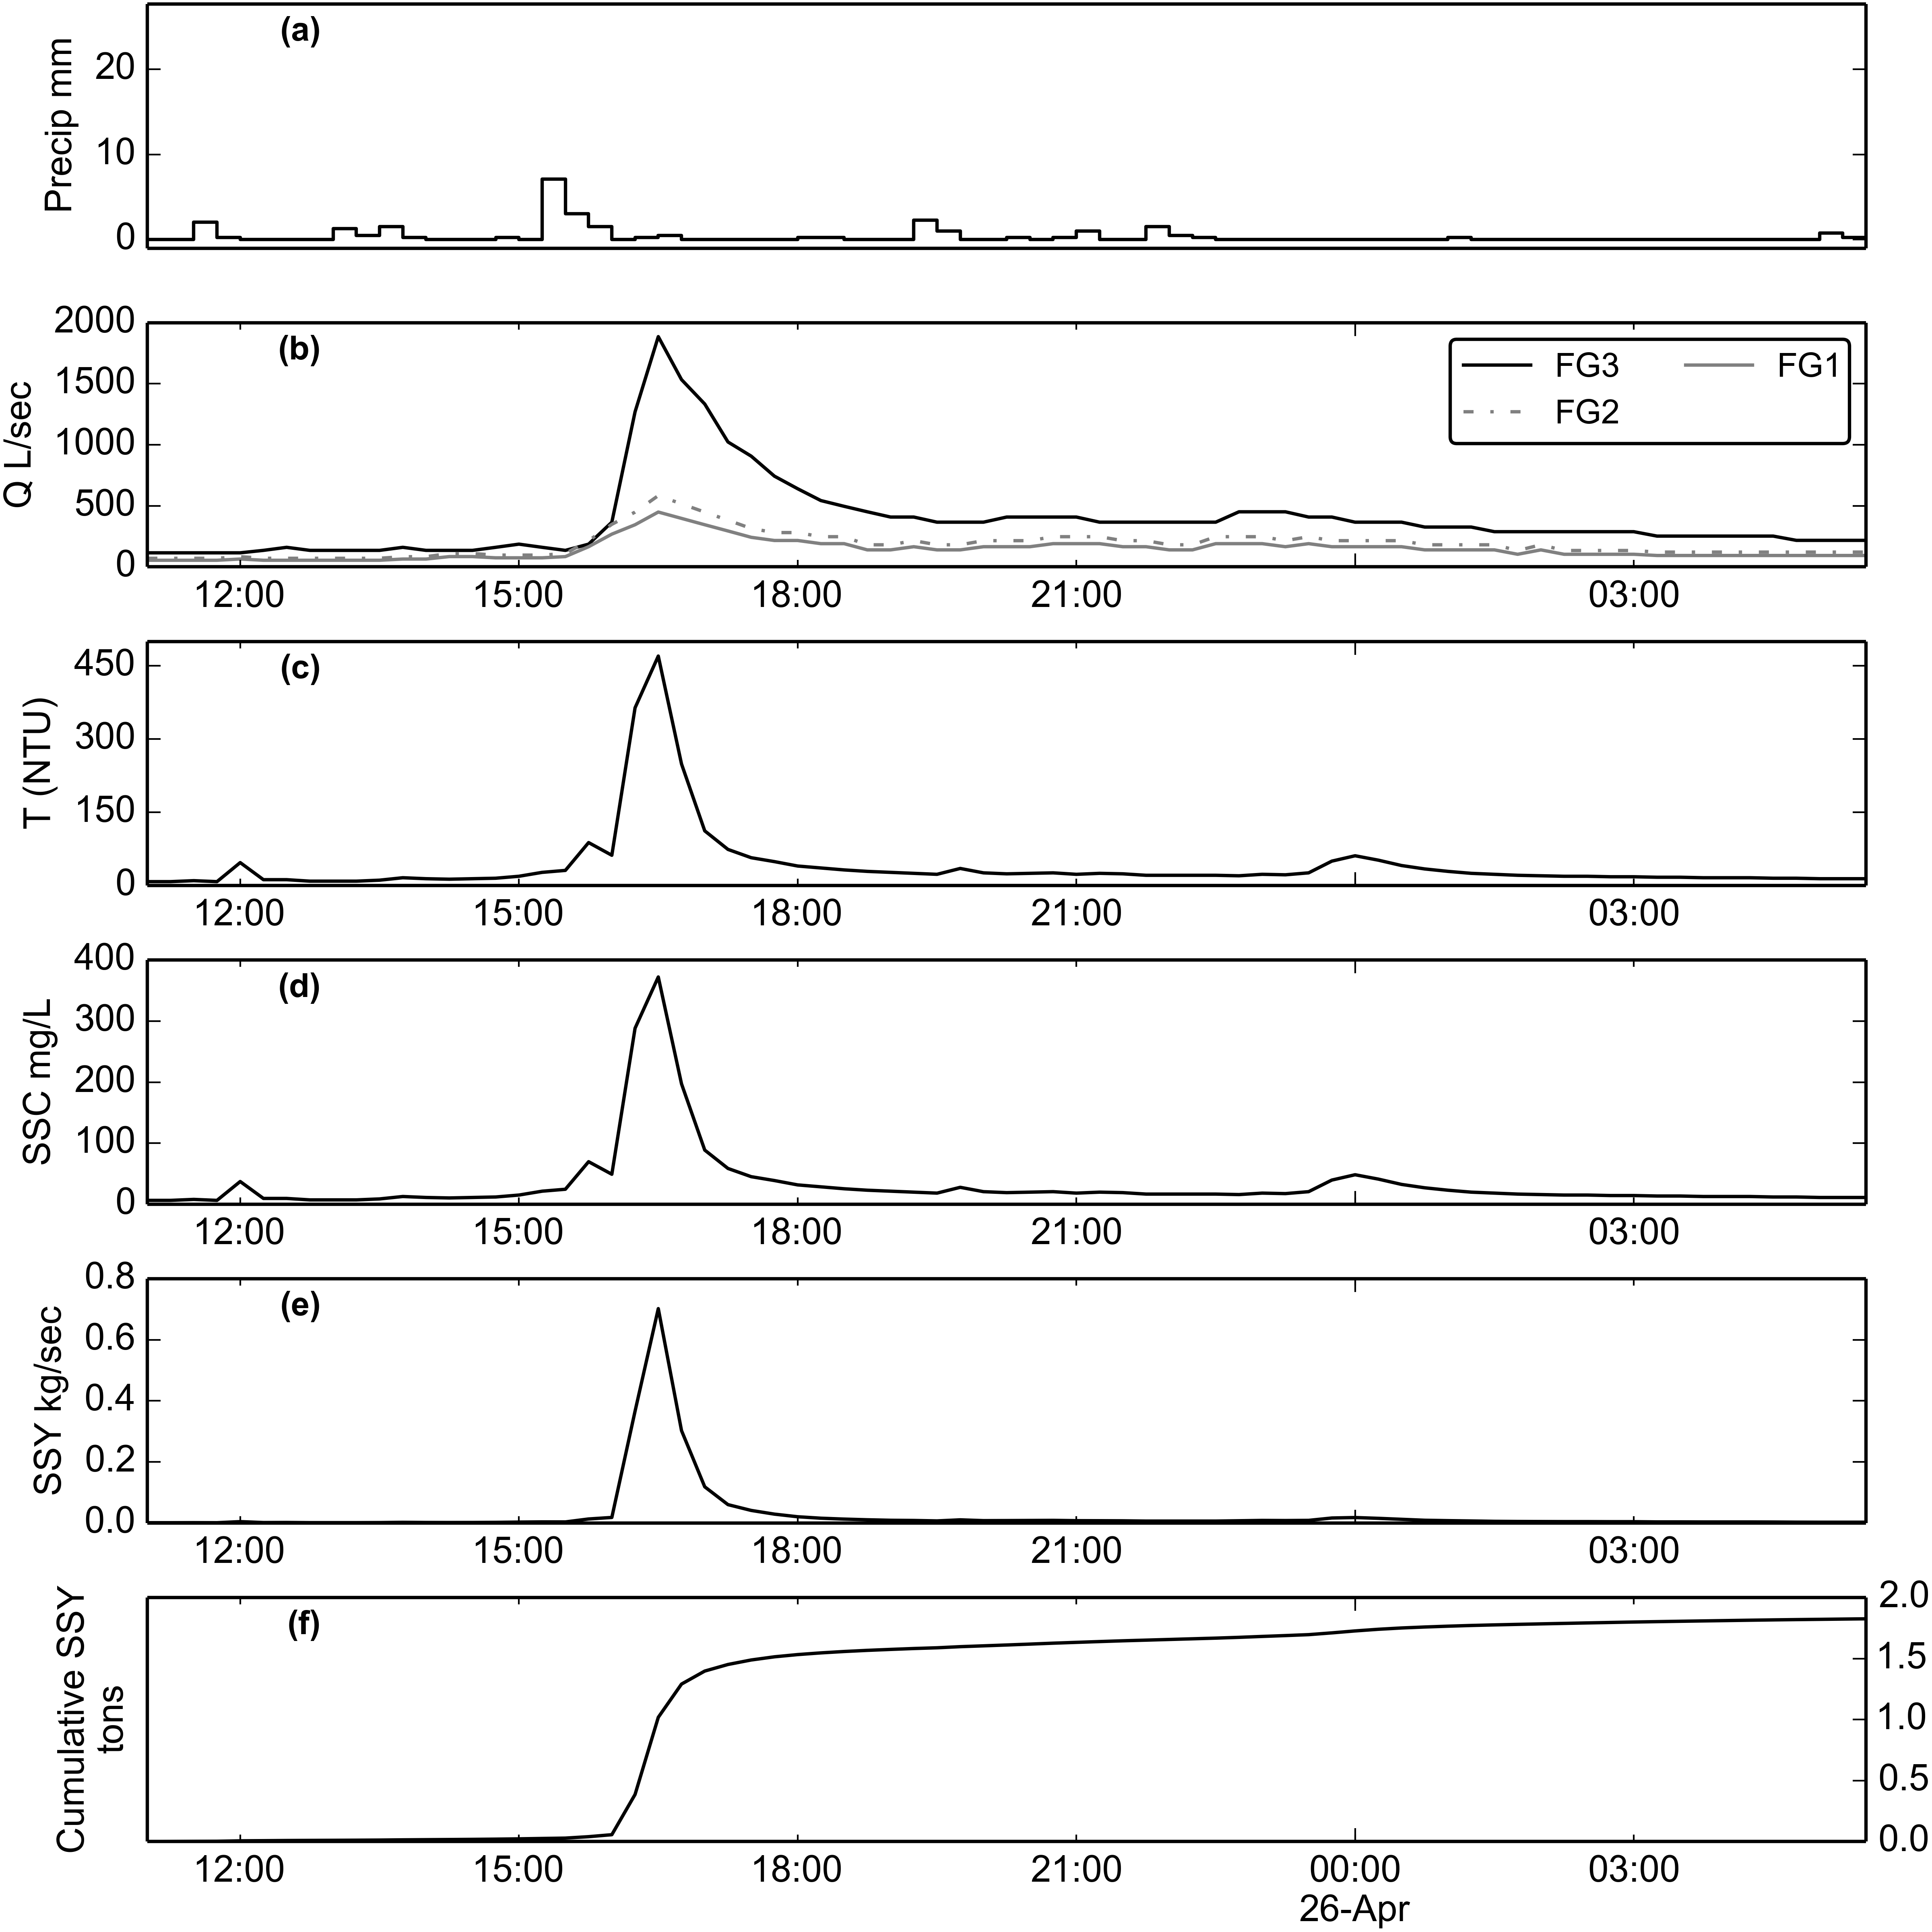 (a)
Precip mm
20
10
0
(b)
Q L/sec
2000
1500
1000
500
0
FG3 FG1
FG2
12:00 15:00 18:00 21:00 03:00
(c)
T (NTU)
450
300
150
0
12:00 15:00 18:00 21:00 03:00
(d)
SSC mg/L
400
300
200
100
0
12:00 15:00 18:00 21:00 03:00
(e)
SSY kg/sec
0.8
0.6
0.4
0.2
0.0
12:00 15:00 18:00 21:00 03:00
(f)
Cumulative SSY
tons
2.0
1.5
1.0
0.5
0.0
12:00 15:00 18:00 21:00 00:00 03:00
26-Apr